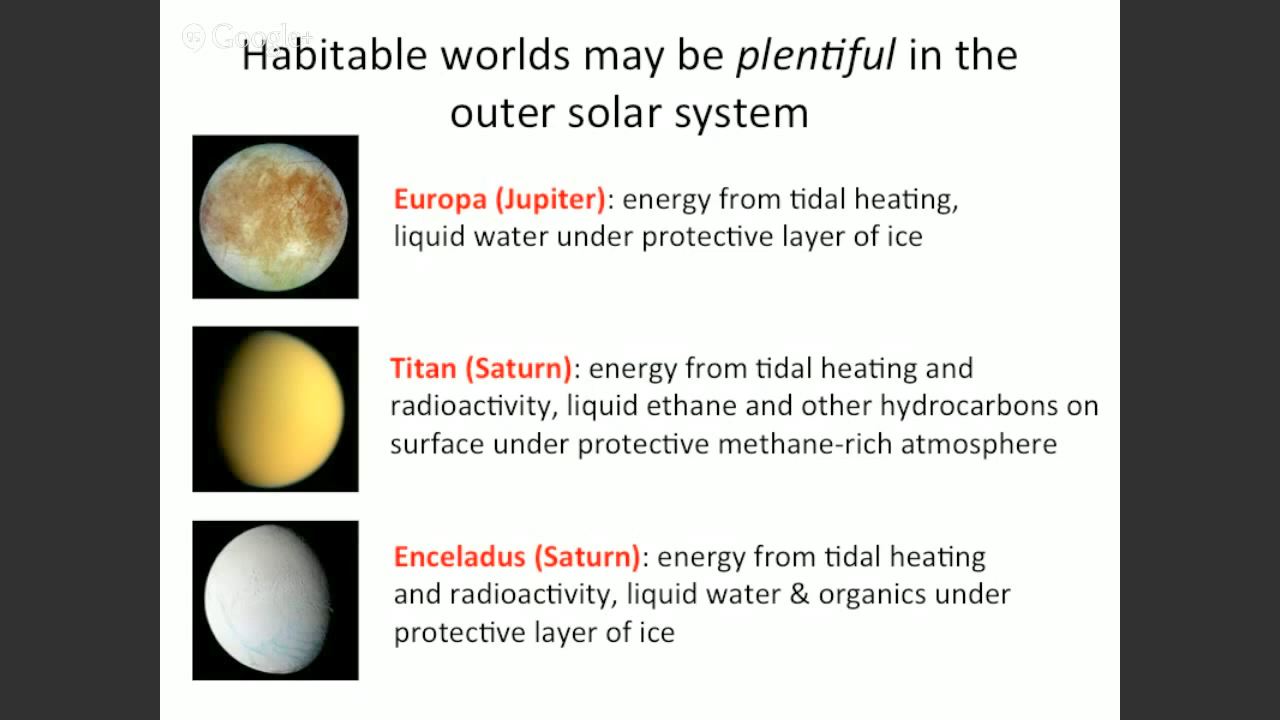 Google+
Habitable worlds may be plentiful in the
outer solar system
Europa (Jupiter): energy from tidal heating,
liquid water under protective layer of ice
Titan (Saturn): energy from tidal heating and
radioactivity, liquid ethane and other hydrocarbons on
surface under protective methane-rich atmosphere
Enceladus (Saturn): energy from tidal heating
and radioactivity, liquid water & organics under
protective layer of ice